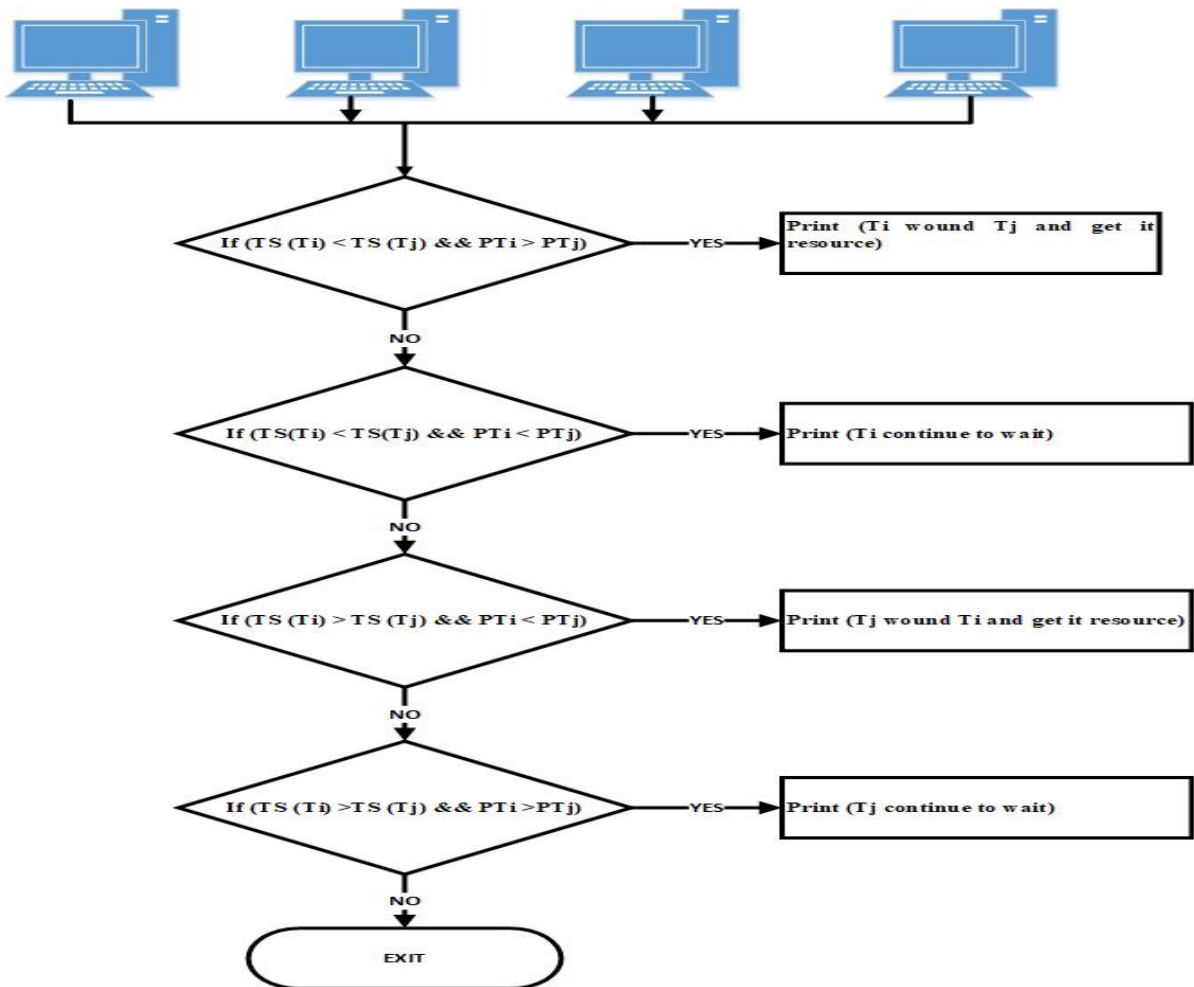 If (TS (Ti) < TS (Tj) && PTi > PTj)
YES
Print (Ti wound Tj and get it
resource)
NO
If (TS(Ti) < TS(Tj) && PTi < PTj)
YES
Print (Ti continue to wait)
NO
If (TS (Ti) > TS (Tj) && PTi < PTj)
YES
Print (Tj wound Ti and get it resource)
NO
If (TS (Ti) >TS (Tj) && PTi >PTj)
YES
Print (Tj continue to wait)
NO
EXIT